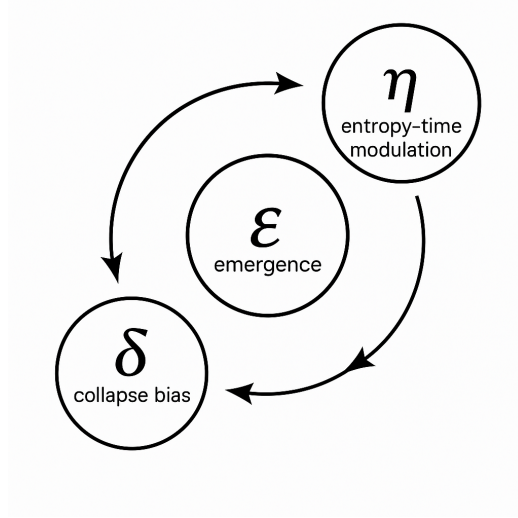 η
entropy-time
modulation
ε
emergence
δ
collapse bias